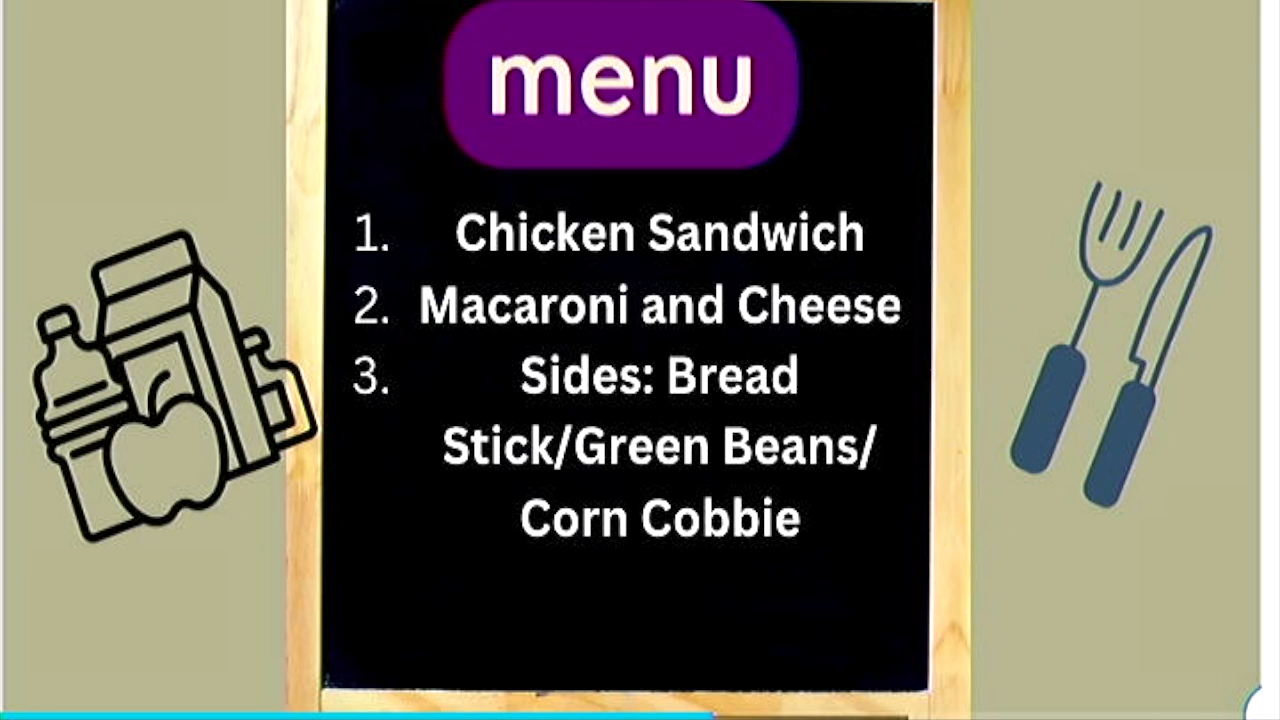 menu
1. Chicken Sandwich
2. Macaroni and Cheese
3. Sides: Bread
Stick/Green Beans/
Corn Cobbie